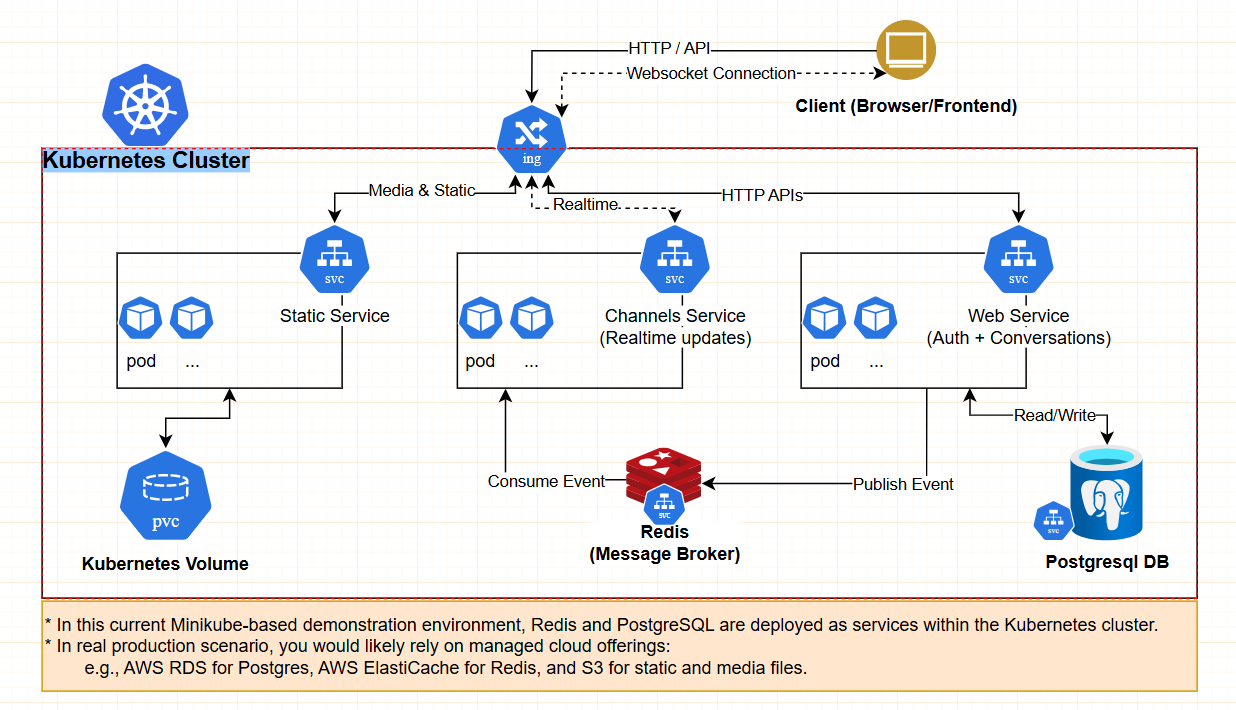 HTTP / API
Websocket Connection
Client (Browser/Frontend)
ing
Kubernetes Cluster
Media & Static
Realtime
HTTP APIs
svc
svc
svc
Static Service
Channels Service
(Realtime updates)
Web Service
(Auth + Conversations)
pod
...
pod
...
pod
...
Read/Write
Consume Event
Publish Event
svc
pvc
svc
Redis
(Message Broker)
Kubernetes Volume
Postgresql DB
* In this current Minikube-based demonstration environment, Redis and PostgreSQL are deployed as services within the Kubernetes cluster.
* In real production scenario, you would likely rely on managed cloud offerings:
e.g., AWS RDS for Postgres, AWS ElastiCache for Redis, and S3 for static and media files.